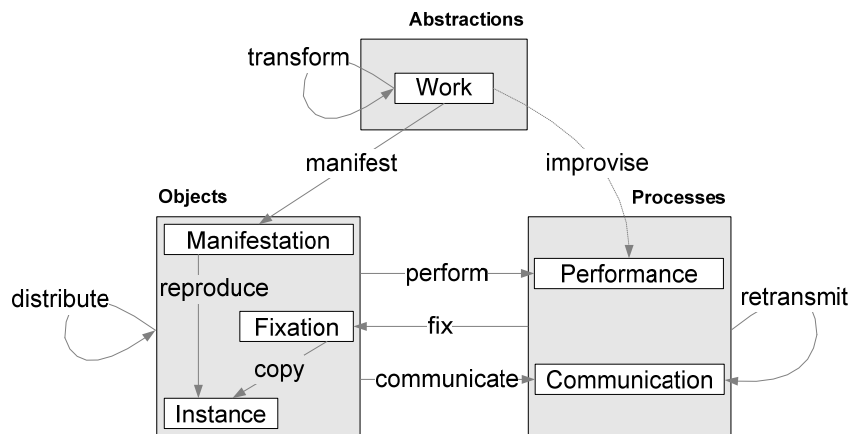 Abstractions
transform
Work
manifest
improvise
Objects
Processes
Manifestation
reproduce
perform
Performance
distribute
retransmit
Fixation
fix
copy
communicate
Communication
Instance